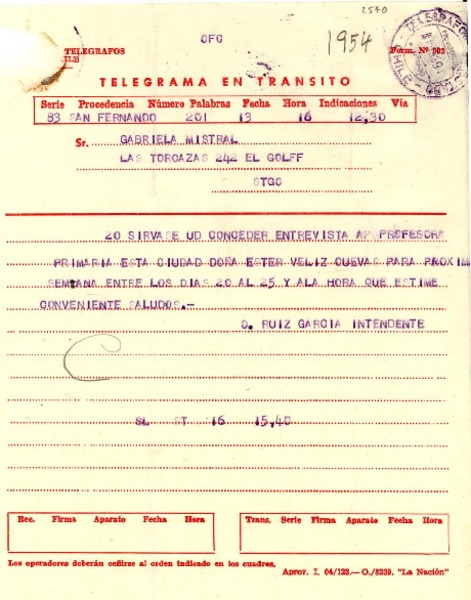 2540
OFG
1954
TELEGRAFOS
Form. Nº 503
TELEGRAFOS
CHILE
TELEGRAMA EN TRANSITO
Serie Procedencia Número Palabras Fecha Hora Indicaciones Vía
83 SAN FERNANDO 201 13 16 12,30
Sr. GABRIELA MISTRAL
LAS TORCAZAS 242 EL GOLFF
STGO
20 SIRVASE UD CONCEDER ENTREVISTA PROFESORA
PRIMARIA ESTA CIUDAD DOÑA ESTER VELIZ CUEVAS PARA PROXIM
SEMANA ENTRE LOS DIAS 20 AL 25 Y ALA HORA QUE ESTIME
CONVENIENTE SALUDOS.-
O. RUIZ GARCIA INTENDENTE
SL ST 16 15,40
Rec. Firma Aparato Fecha Hora
Trans. Serie Firma Aparato Fecha Hora
Los operadores deberán ceñirse al orden indicado en los cuadros.
Aprov. I. 04/123.— O./8239. "La Nación"